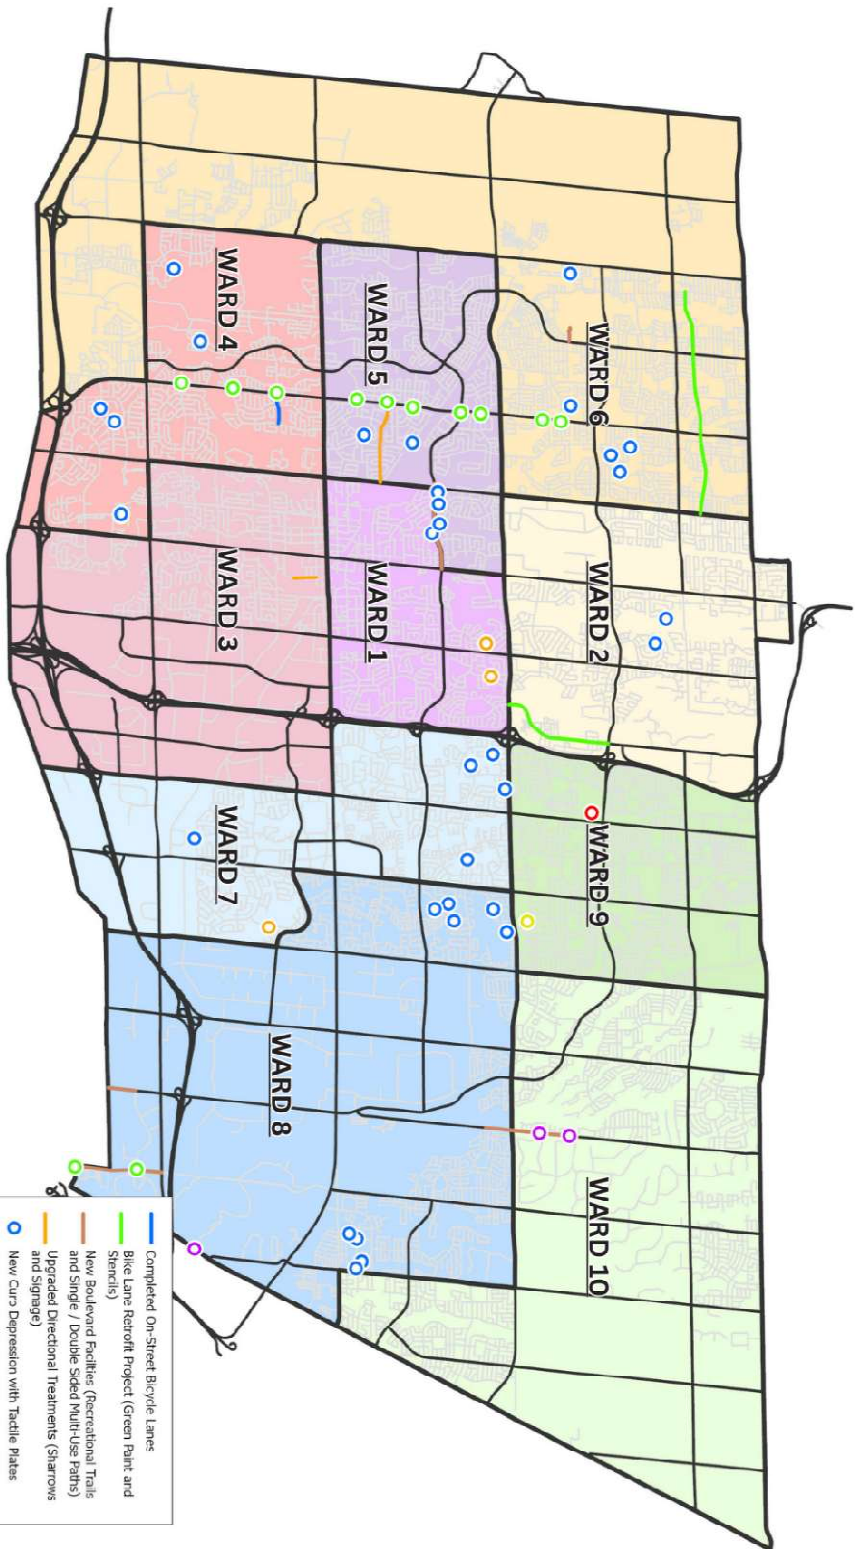 WARD 4
WARD 5
WARD 6
WARD 3
WARD 1
WARD 2
WARD 7
WARD 9
WARD 8
WARD 10
Completed On-Street Bicycle Lanes
Bike Lane Retrofit Project (Green Paint and
Stencils)
New Boulevard Facilities (Recreational Trails
and Single / Double Sided Multi-Use Paths)
Upgraded Directional Treatments (Sharrows
and Signage)
New Curb Depression with Tactile Plates